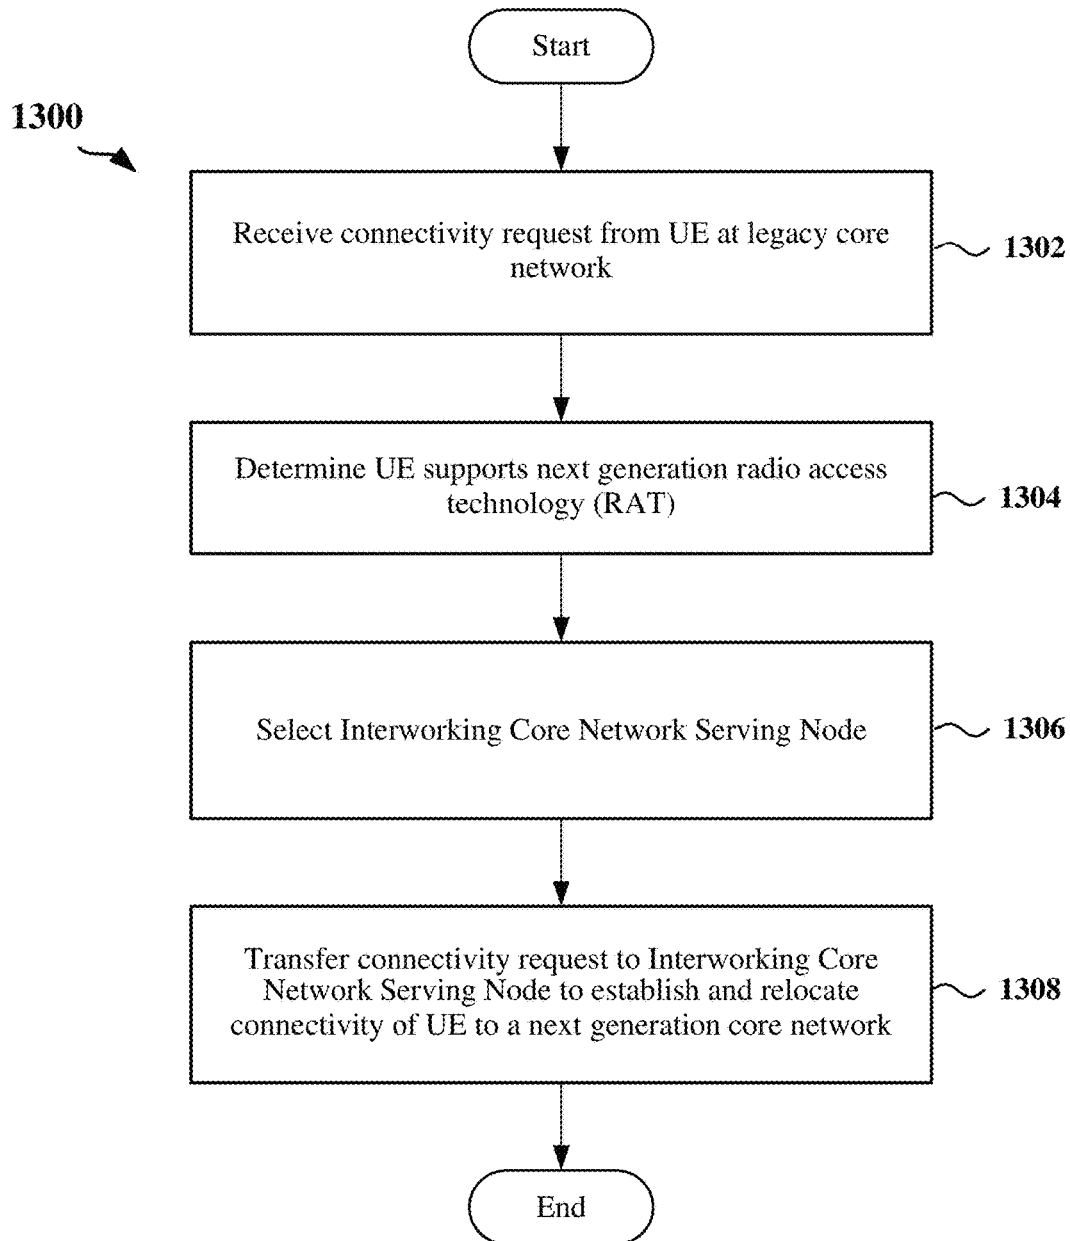 Start
1300
Receive connectivity request from UE at legacy core
network
1302
Determine UE supports next generation radio access
technology (RAT)
1304
Select Interworking Core Network Serving Node
1306
Transfer connectivity request to Interworking Core
Network Serving Node to establish and relocate
connectivity of UE to a next generation core network
1308
End